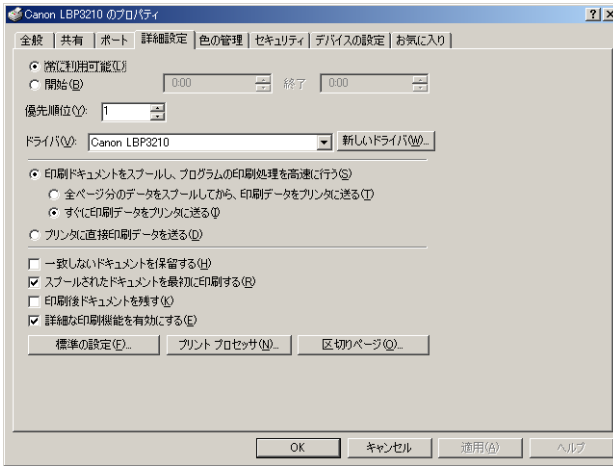 Canon LBP3210 のプロパティ
全般 共有 ポート 詳細設定 色の管理 セキュリティ デバイスの設定 お気に入り
常に利用可能(L)
開始(B) 0:00 終了 0:00
優先順位(Y): 1
ドライバ(V): Canon LBP3210 新しいドライバ(W)...
印刷ドキュメントをスプールし、プログラムの印刷処理を高速に行う(S)
全ページ分のデータをスプールしてから、印刷データをプリンタに送る(T)
すぐに印刷データをプリンタに送る(I)
プリンタに直接印刷データを送る(D)
一致しないドキュメントを保留する(H)
スプールされたドキュメントを最初に印刷する(R)
印刷後ドキュメントを残す(K)
詳細な印刷機能を有効にする(E)
標準の設定(F)... プリント プロセッサ(N)... 区切りページ(O)...
OK キャンセル 適用(A) ヘルプ